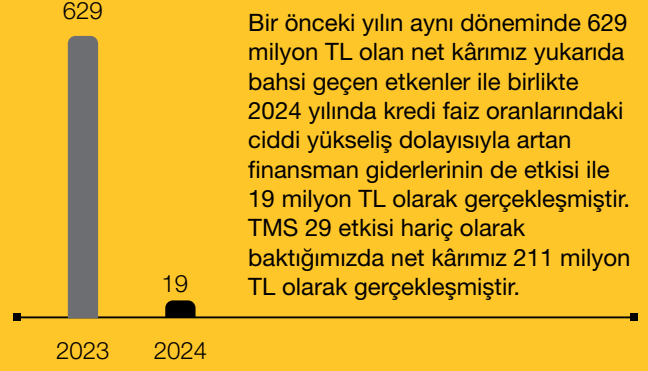 629
19
2023 2024
Bir önceki yılın aynı döneminde 629
milyon TL olan net kârımız yukarıda
bahsi geçen etkenler ile birlikte
2024 yılında kredi faiz oranlarındaki
ciddi yükseliş dolayısıyla artan
finansman giderlerinin de etkisi ile
19 milyon TL olarak gerçekleşmiştir.
TMS 29 etkisi hariç olarak
baktığımızda net kârımız 211 milyon
TL olarak gerçekleşmiştir.